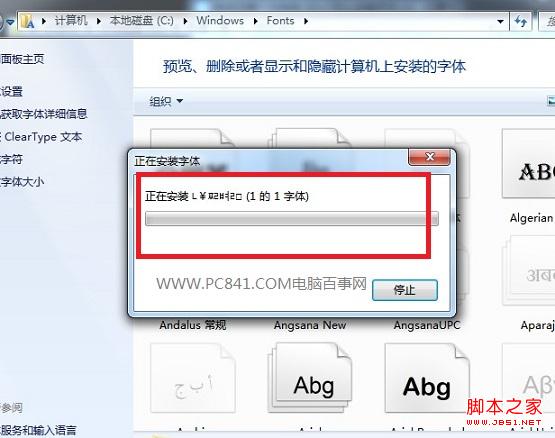 计算机 ▸ 本地磁盘 (C:) ▸ Windows ▸ Fonts ▸
面板主页
预览、删除或者显示和隐藏计算机上安装的字体
设置
组织
获取字体详细信息
ClearType 文本
字符
字体大小
正在安装字体
正在安装 (1 的 1 字体)
WWW.PC841.COM电脑百事网
停止
ABC
Algerian
Andalus 常规
Angsana New
AngsanaUPC
Aparaj
Abg
Abg
参阅
服务和输入语言
脚本之家
WWW.JB51.NET